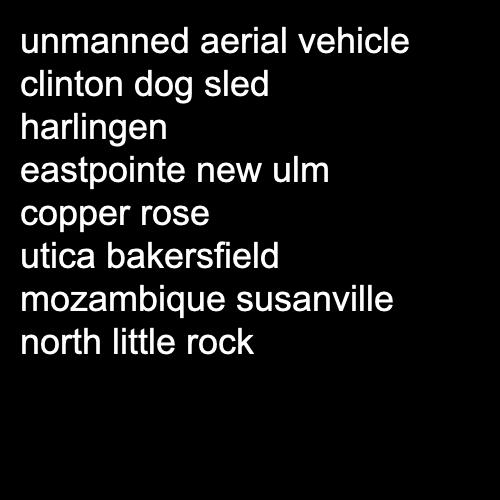 unmanned aerial vehicle
clinton dog sled
harlingen
eastpointe new ulm
copper rose
utica bakersfield
mozambique susanville
north little rock